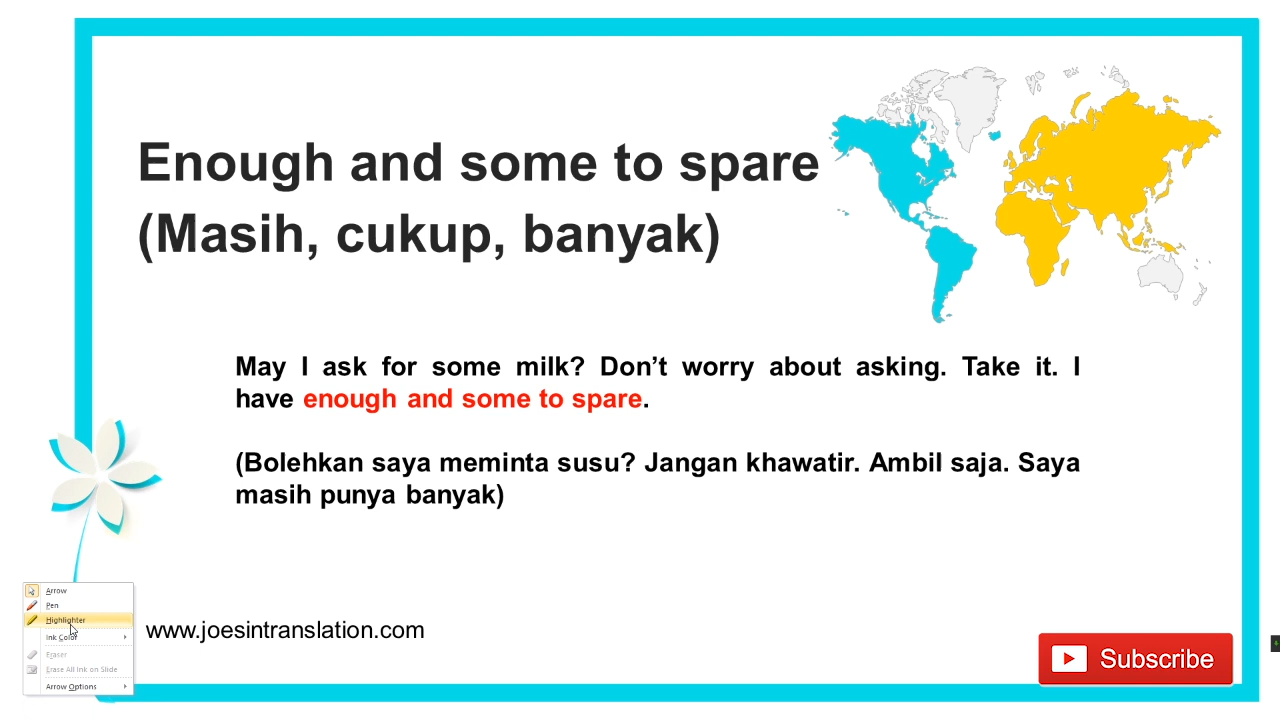 Enough and some to spare
(Masih, cukup, banyak)
May I ask for some milk? Don’t worry about asking. Take it. I
have enough and some to spare.
(Bolehkan saya meminta susu? Jangan khawatir. Ambil saja. Saya
masih punya banyak)
Arrow
Pen
Highlighter
Ink Color
Eraser
Erase All Ink on Slide
Arrow Options
www.joesintranslation.com
Subscribe